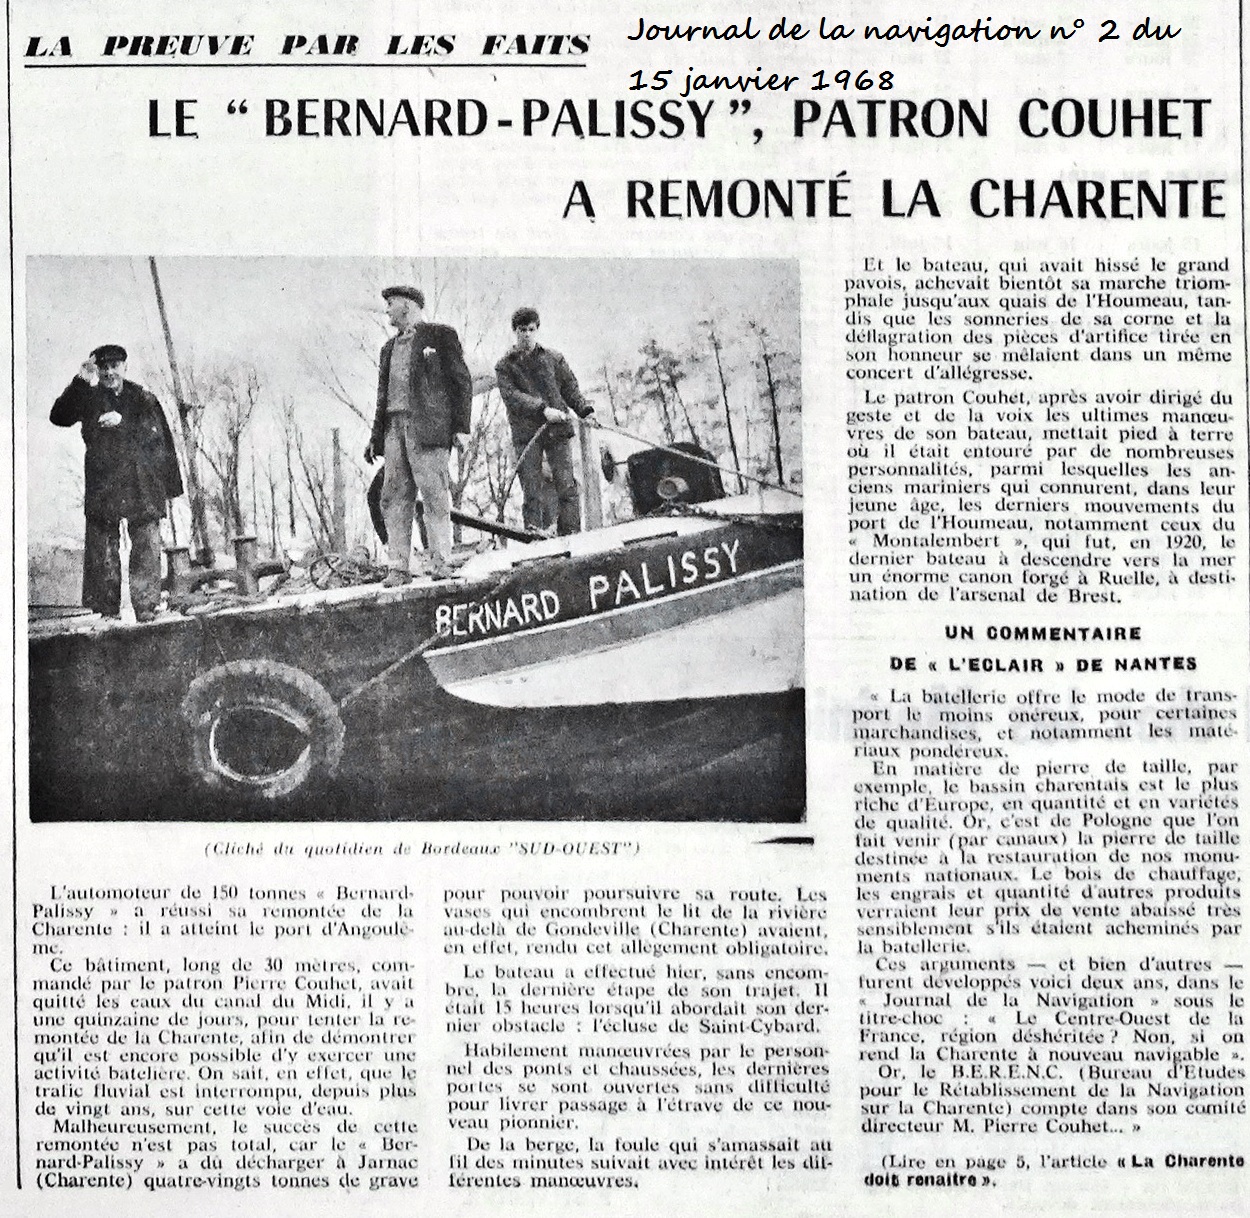 LA PREUVE PAR LES FAITS
Journal de la navigation n° 2 du
15 janvier 1968
LE “ BERNARD-PALISSY ”, PATRON COUHET
A REMONTÉ LA CHARENTE
BERNARD PALISSY
(Cliché du quotidien de Bordeaux "SUD-OUEST")
L'automoteur de 150 tonnes « Bernard-
Palissy » a réussi sa remontée de la
Charente : il a atteint le port d'Angoulê-
me.
Ce bâtiment, long de 30 mètres, com-
mandé par le patron Pierre Couhet, avait
quitté les eaux du canal du Midi, il y a
une quinzaine de jours, pour tenter la re-
montée de la Charente, afin de démontrer
qu'il est encore possible d'y exercer une
activité batelière. On sait, en effet, que le
trafic fluvial est interrompu, depuis plus
de vingt ans, sur cette voie d'eau.
Malheureusement, le succès de cette
remontée n'est pas total, car le « Ber-
nard-Palissy » a dû décharger à Jarnac
(Charente) quatre-vingts tonnes de grave
pour pouvoir poursuivre sa route. Les
vases qui encombrent le lit de la rivière
au-delà de Gondeville (Charente) avaient,
en effet, rendu cet allègement obligatoire.
Le bateau a effectué hier, sans encom-
bre, la dernière étape de son trajet. Il
était 15 heures lorsqu'il abordait son der-
nier obstacle : l'écluse de Saint-Cybard.
Habilement manœuvrées par le person-
nel des ponts et chaussées, les dernières
portes se sont ouvertes sans difficulté
pour livrer passage à l'étrave de ce nou-
veau pionnier.
De la berge, la foule qui s'amassait au
fil des minutes suivait avec intérêt les dif-
férentes manœuvres.
Et le bateau, qui avait hissé le grand
pavois, achevait bientôt sa marche triom-
phale jusqu'aux quais de l'Houmeau, tan-
dis que les sonneries de sa corne et la
déflagration des pièces d'artifice tirée en
son honneur se mêlaient dans un même
concert d'allégresse.
Le patron Couhet, après avoir dirigé du
geste et de la voix les ultimes manœu-
vres de son bateau, mettait pied à terre
où il était entouré par de nombreuses
personnalités, parmi lesquelles les an-
ciens mariniers qui connurent, dans leur
jeune âge, les derniers mouvements du
port de l'Houmeau, notamment ceux du
« Montalembert », qui fut, en 1920, le
dernier bateau à descendre vers la mer
un énorme canon forgé à Ruelle, à desti-
nation de l'arsenal de Brest.
UN COMMENTAIRE
DE « L'ECLAIR » DE NANTES
« La batellerie offre le mode de trans-
port le moins onéreux, pour certaines
marchandises, et notamment les maté-
riaux pondéreux.
En matière de pierre de taille, par
exemple, le bassin charentais est le plus
riche d'Europe, en quantité et en variétés
de qualité. Or, c'est de Pologne que l'on
fait venir (par canaux) la pierre de taille
destinée à la restauration de nos monu-
ments nationaux. Le bois de chauffage,
les engrais et quantité d'autres produits
verraient leur prix de vente abaissé très
sensiblement s'ils étaient acheminés par
la batellerie.
Ces arguments — et bien d'autres —
furent développés voici deux ans, dans le
« Journal de la Navigation » sous le
titre-choc : « Le Centre-Ouest de la
France, région déshéritée ? Non, si on
rend la Charente à nouveau navigable ».
Or, le B.E.R.E.N.C. (Bureau d'Etudes
pour le Rétablissement de la Navigation
sur la Charente) compte dans son comité
directeur M. Pierre Couhet... »
(Lire en page 5, l'article « La Charente
doit renaître ».